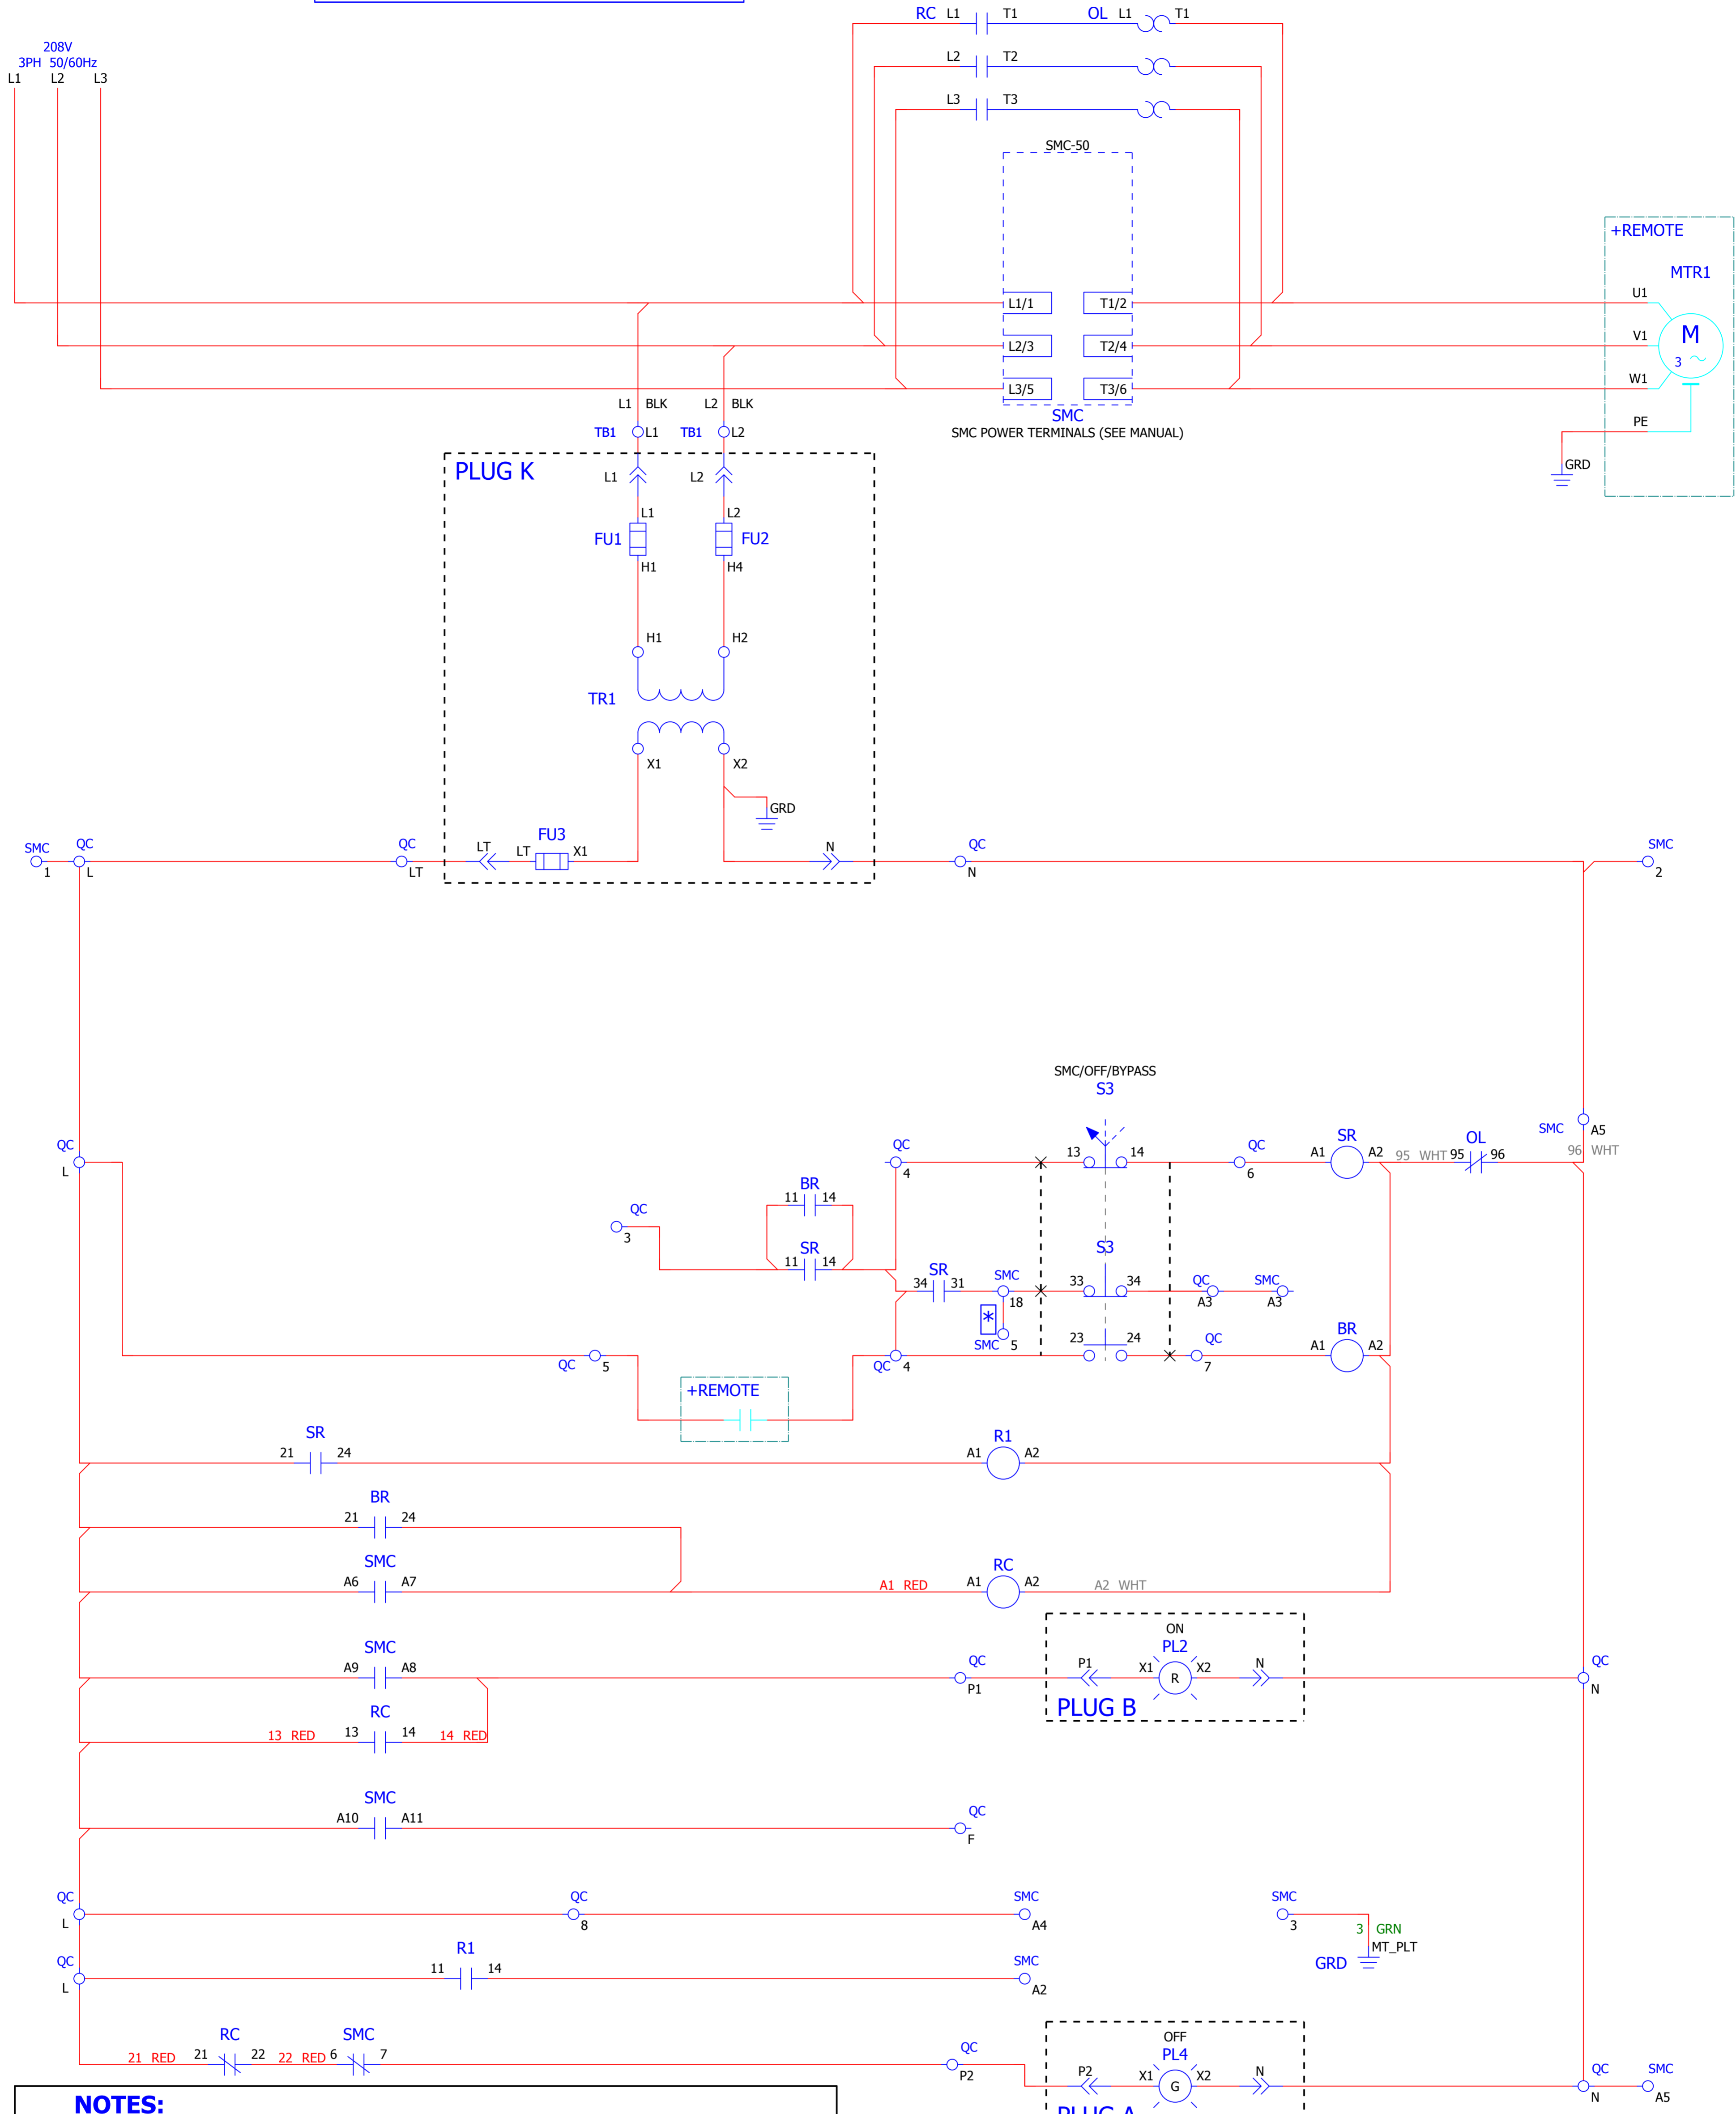 RC L1 T1 OL L1 T1
208V
3PH 50/60Hz
L2 T2
L1 L2 L3
L3 T3
SMC-50
+REMOTE
MTR1
L1/1 T1/2 U1
L2/3 T2/4 V1 M
3
L3/5 T3/6 W1
L1 BLK L2 BLK
SMC
PE
TB1 L1 TB1 L2
SMC POWER TERMINALS (SEE MANUAL)
PLUG K
L1 L2
GRD
L1 L2
FU1 FU2
H1 H4
H1 H2
TR1
X1 X2
GRD
FU3
SMC QC QC LT LT X1 N QC SMC
1 L LT N 2
SMC/OFF/BYPASS
S3
SMC A5
QC QC 13 14 QC SR OL
L 4 6 A1 A2 95 WHT 95 96 96 WHT
BR
11 14
QC
3
SR S3
11 14
SR SMC QC SMC
34 31 33 34
18 A3 A3
*
SMC 5 23 24 QC BR
A1 A2
QC 5 QC 4 7
+REMOTE
SR R1
21 24 A1 A2
BR
21 24
SMC RC
A6 A7 A1 RED A1 A2 A2 WHT
ON
SMC PL2
A9 A8 QC P1 X1 R X2 N QC
P1 N
RC PLUG B
13 RED 13 14 14 RED
SMC
A10 A11 QC
F
QC QC SMC SMC
L 8 A4 3
3 GRN
MT_PLT
GRD
QC R1 SMC
L 11 14 A2
OFF
RC SMC PL4
21 RED 21 22 22 RED 6 7 QC
P2 P2 X1 G X2 N QC SMC
N A5
NOTES:
PLUG A